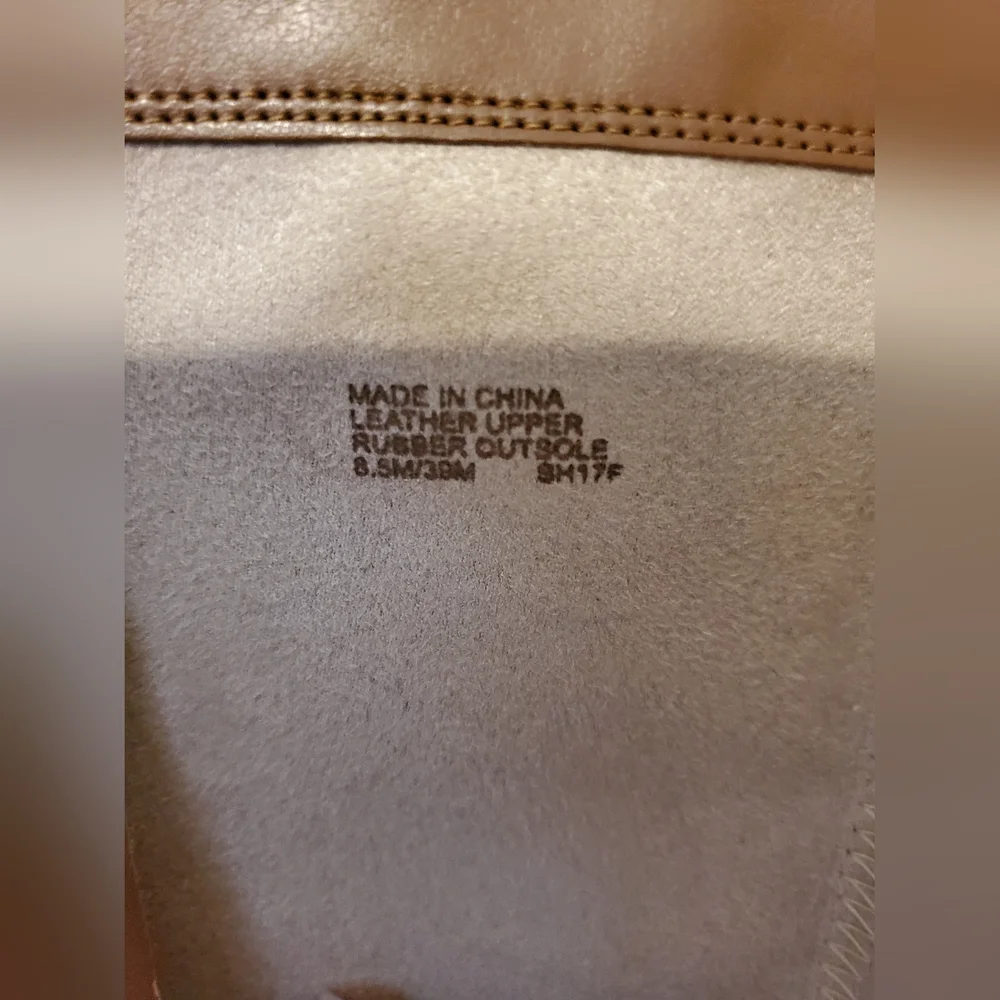 MADE IN CHINA
LEATHER UPPER
RUBBER OUTSOLE
8.5M/39M SH17F